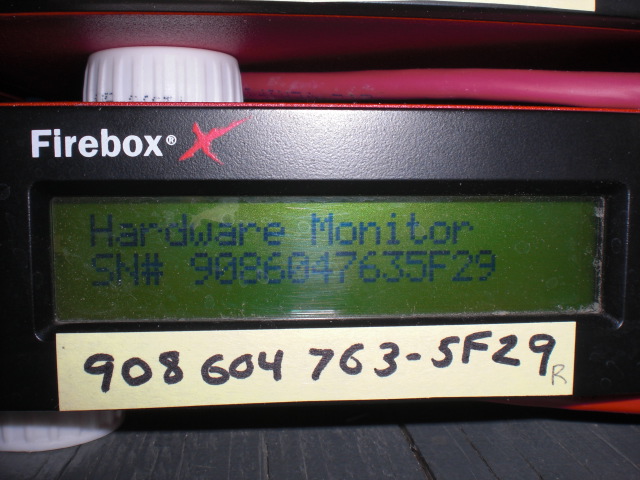 Firebox® X
Hardware Monitor
SN# 9086047635F29
908 604 763-5F29 R